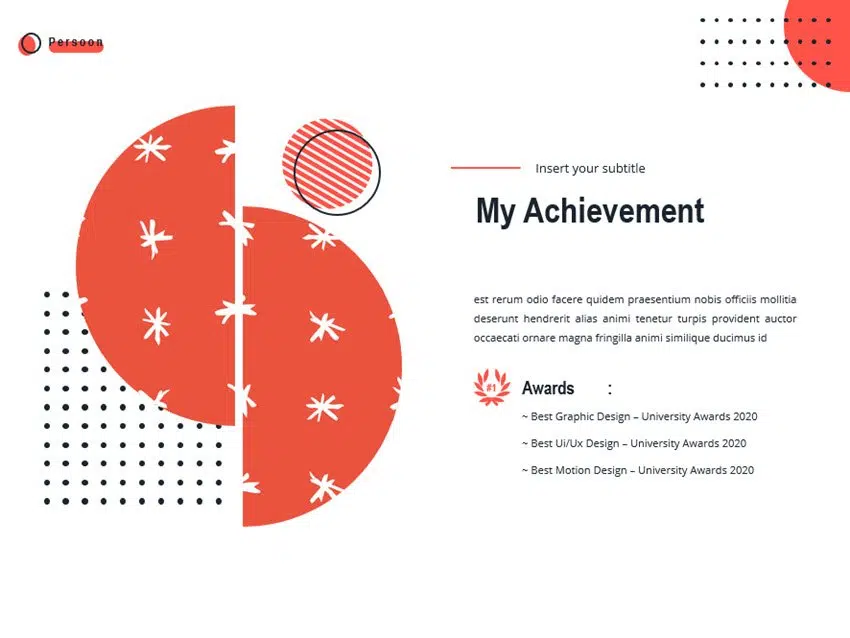 Persoon
Insert your subtitle
My Achievement
est rerum odio facere quidem praesentium nobis officiis mollitia
deserunt hendrerit alias animi tenetur turpis provident auctor
occaecati ornare magna fringilla animi similique ducimus id
#1
Awards :
~ Best Graphic Design – University Awards 2020
~ Best Ui/Ux Design – University Awards 2020
~ Best Motion Design – University Awards 2020